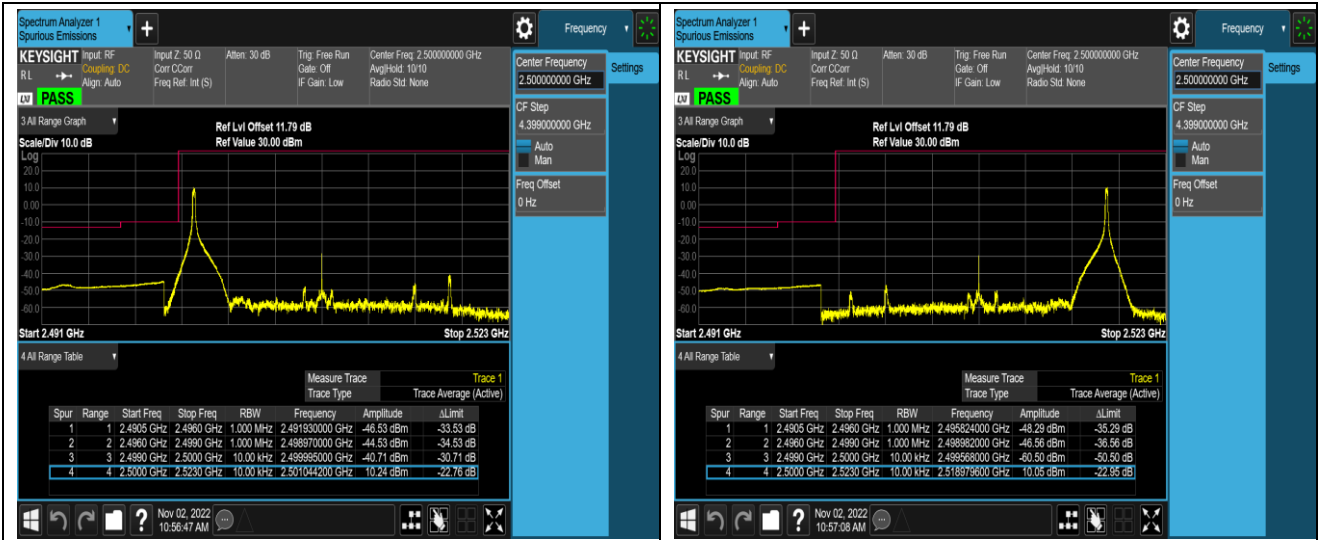 Spectrum Analyzer 1
Spurious Emissions
+
Frequency
KEYSIGHT Input: RF Input Z: 50 Ω Atten: 30 dB Trig: Free Run Center Freq: 2.500000000 GHz
RL Coupling: DC Corr CCorr Gate: Off Avg|Hold: 10/10
Align: Auto Freq Ref: Int (S) IF Gain: Low Radio Std: None
LXI PASS
Center Frequency
2.500000000 GHz
Settings
CF Step
4.399000000 GHz
Auto
Man
Freq Offset
0 Hz
3 All Range Graph
Ref Lvl Offset 11.79 dB
Scale/Div 10.0 dB Ref Value 30.00 dBm
Log
20.0
10.0
0.00
-10.0
-20.0
-30.0
-40.0
-50.0
-60.0
Start 2.491 GHz Stop 2.523 GHz
4 All Range Table
Measure Trace Trace 1
Trace Type Trace Average (Active)
Spur Range Start Freq Stop Freq RBW Frequency Amplitude ΔLimit
1 1 2.4905 GHz 2.4960 GHz 1.000 MHz 2.491930000 GHz -46.53 dBm -33.53 dB
2 2 2.4960 GHz 2.4990 GHz 1.000 MHz 2.498970000 GHz -44.53 dBm -34.53 dB
3 3 2.4990 GHz 2.5000 GHz 10.00 kHz 2.499995000 GHz -40.71 dBm -30.71 dB
4 4 2.5000 GHz 2.5230 GHz 10.00 kHz 2.501044200 GHz 10.24 dBm -22.76 dB
?
Nov 02, 2022
10:56:47 AM
Spectrum Analyzer 1
Spurious Emissions
+
Frequency
KEYSIGHT Input: RF Input Z: 50 Ω Atten: 30 dB Trig: Free Run Center Freq: 2.500000000 GHz
RL Coupling: DC Corr CCorr Gate: Off Avg|Hold: 10/10
Align: Auto Freq Ref: Int (S) IF Gain: Low Radio Std: None
LXI PASS
Center Frequency
2.500000000 GHz
Settings
CF Step
4.399000000 GHz
Auto
Man
Freq Offset
0 Hz
3 All Range Graph
Ref Lvl Offset 11.79 dB
Scale/Div 10.0 dB Ref Value 30.00 dBm
Log
20.0
10.0
0.00
-10.0
-20.0
-30.0
-40.0
-50.0
-60.0
Start 2.491 GHz Stop 2.523 GHz
4 All Range Table
Measure Trace Trace 1
Trace Type Trace Average (Active)
Spur Range Start Freq Stop Freq RBW Frequency Amplitude ΔLimit
1 1 2.4905 GHz 2.4960 GHz 1.000 MHz 2.495824000 GHz -48.29 dBm -35.29 dB
2 2 2.4960 GHz 2.4990 GHz 1.000 MHz 2.498982000 GHz -46.56 dBm -36.56 dB
3 3 2.4990 GHz 2.5000 GHz 10.00 kHz 2.499568000 GHz -60.50 dBm -50.50 dB
4 4 2.5000 GHz 2.5230 GHz 10.00 kHz 2.518979600 GHz 10.05 dBm -22.95 dB
?
Nov 02, 2022
10:57:08 AM